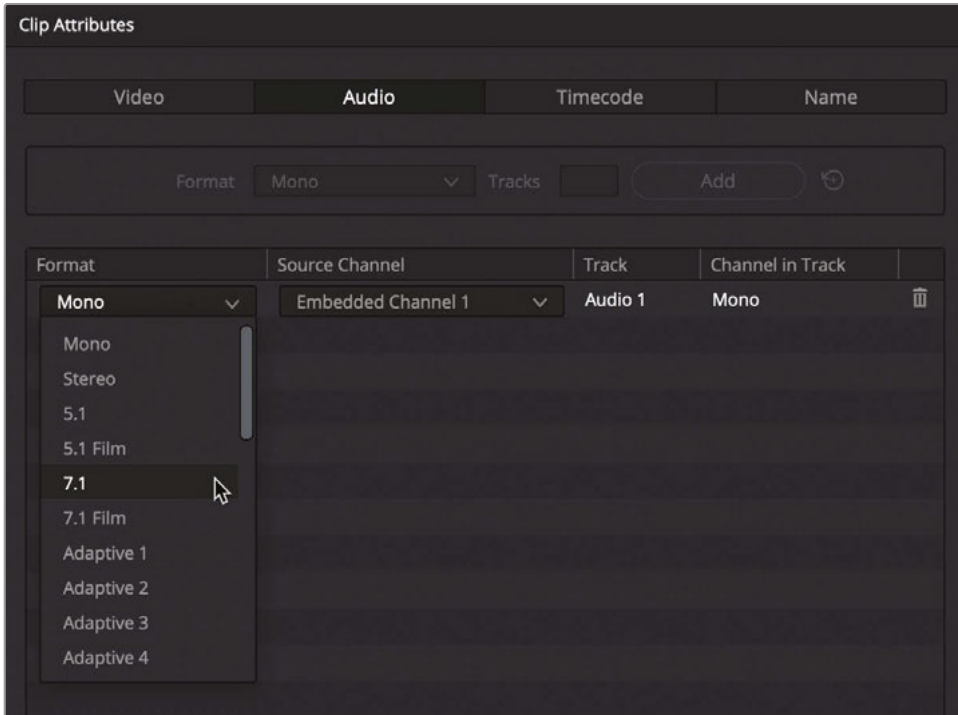 Clip Attributes
Video Audio Timecode Name
Format Mono Tracks Add
Format Source Channel Track Channel in Track
Mono Embedded Channel 1 Audio 1 Mono
Mono
Stereo
5.1
5.1 Film
7.1
7.1 Film
Adaptive 1
Adaptive 2
Adaptive 3
Adaptive 4